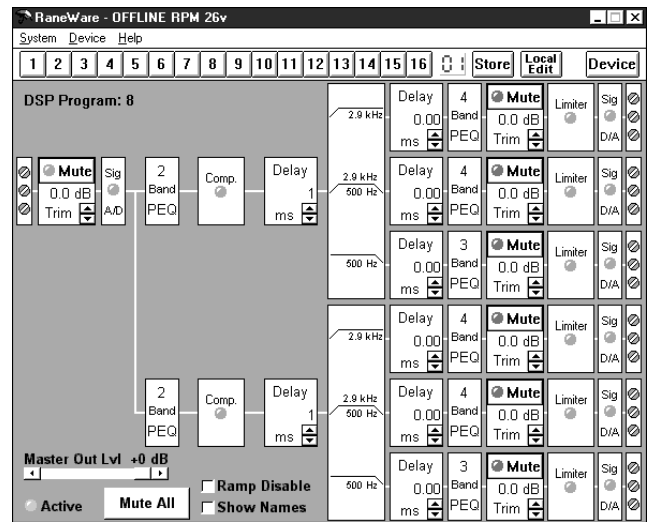 RaneWare - OFFLINE RPM 26v
System Device Help
1 2 3 4 5 6 7 8 9 10 11 12 13 14 15 16 01 Store Local Edit Device
DSP Program: 8
Mute
0.0 dB
Trim
Sig
A/D
2
Band
PEQ
Comp.
Delay
1
ms
2.9 kHz
Delay
0.00
ms
4
Band
PEQ
Mute
0.0 dB
Trim
Limiter
Sig
D/A
2.9 kHz
500 Hz
Delay
0.00
ms
4
Band
PEQ
Mute
0.0 dB
Trim
Limiter
Sig
D/A
500 Hz
Delay
0.00
ms
3
Band
PEQ
Mute
0.0 dB
Trim
Limiter
Sig
D/A
2
Band
PEQ
Comp.
Delay
1
ms
2.9 kHz
Delay
0.00
ms
4
Band
PEQ
Mute
0.0 dB
Trim
Limiter
Sig
D/A
2.9 kHz
500 Hz
Delay
0.00
ms
4
Band
PEQ
Mute
0.0 dB
Trim
Limiter
Sig
D/A
500 Hz
Delay
0.00
ms
3
Band
PEQ
Mute
0.0 dB
Trim
Limiter
Sig
D/A
Master Out Lvl +0 dB
Active
Mute All
Ramp Disable
Show Names